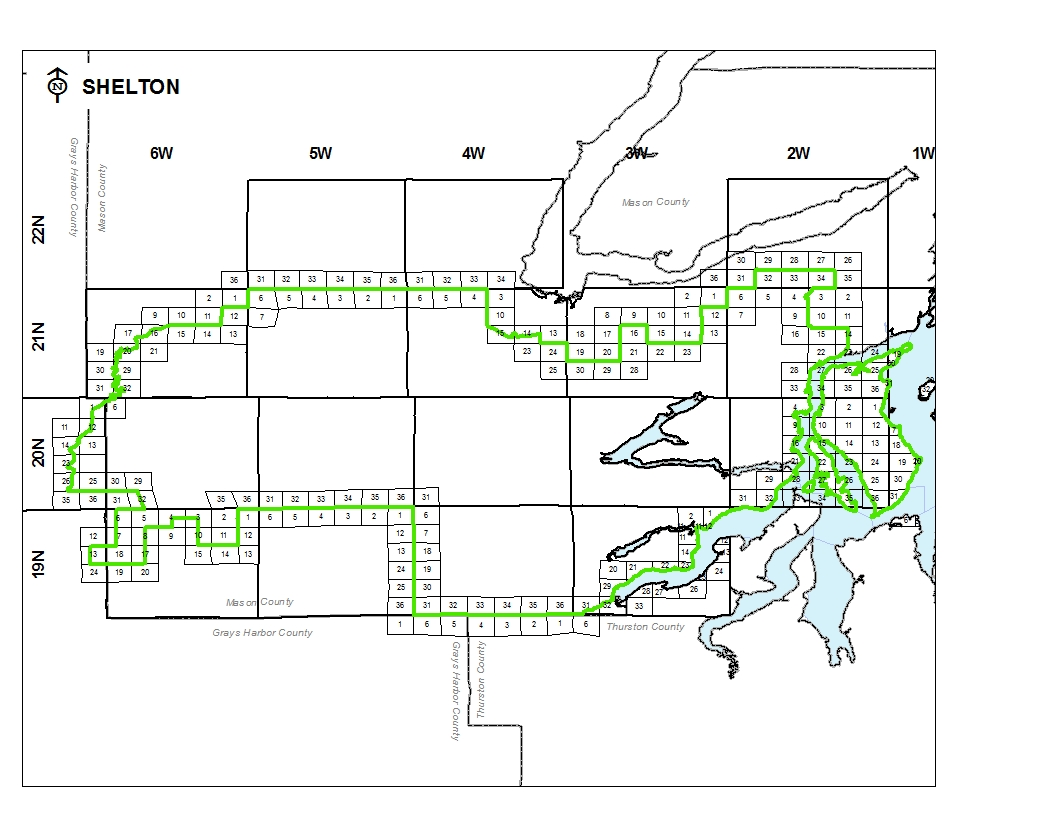 N SHELTON
6W 5W 4W 3W 2W 1W
Grays Harbor County
Mason County
Mason County
22N
30 29 28 27 26
36 31 32 33 34 35 36 31 32 33 34
36 31 32 33 34 35
2 1 6 5 4 3 2 1 6 5 4 3
2 1 6 5 4 3 2
21N
9 10 11 12 7
10
8 9 10 11 12 7
9 10 11
17 16 15 14 13
15 14 13 18 17 16 15 14 13
16 15 14
19 20 21
23 24 19 20 21 22 23
22 23 24 19
30 29
25 30 29 28
28 27 26 25 30
31 32
33 34 35 36 31 32 29
1 6
4 3 2 1
11 12
9 10 11 12 7
20N
14 13
16 15 14 13 18
23
21 22 23 24 19 20
26 25 30 29
29 28 27 26 25 30
35 36 31 32
35 36 31 32 33 34 35 36 31
31 32 33 34 35 36 31
6 5 4 3 2 1 6 5 4 3 2 1 6
2 1
6
12 7 8 9 10 11 12
12 7
11 12
11 12
13 18 17
15 14 13
13 18
14 13
19N
24 19 20
24 19
20 21 22 23 24
25 30
29 28 27 26
Mason County
36 31 32 33 34 35 36 31 32 33
1 6 5 4 3 2 1 6
Grays Harbor County
Thurston County
Grays Harbor County
Thurston County